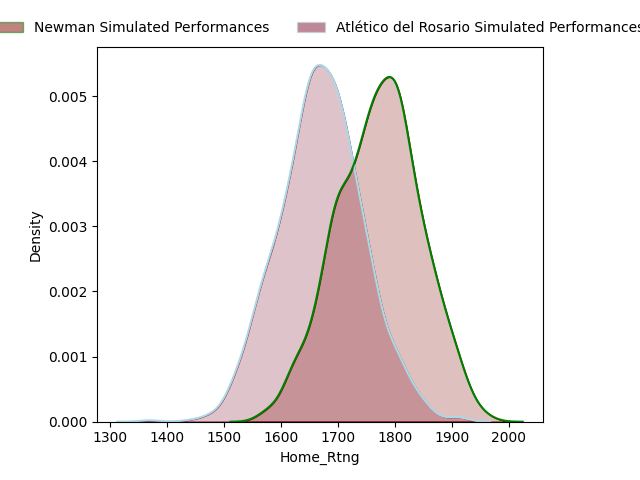 Newman Simulated Performances Atlético del Rosario Simulated Performances
0.005
0.004
0.003
0.002
0.001
0.000
Density
1300 1400 1500 1600 1700 1800 1900 2000
Home_Rtng